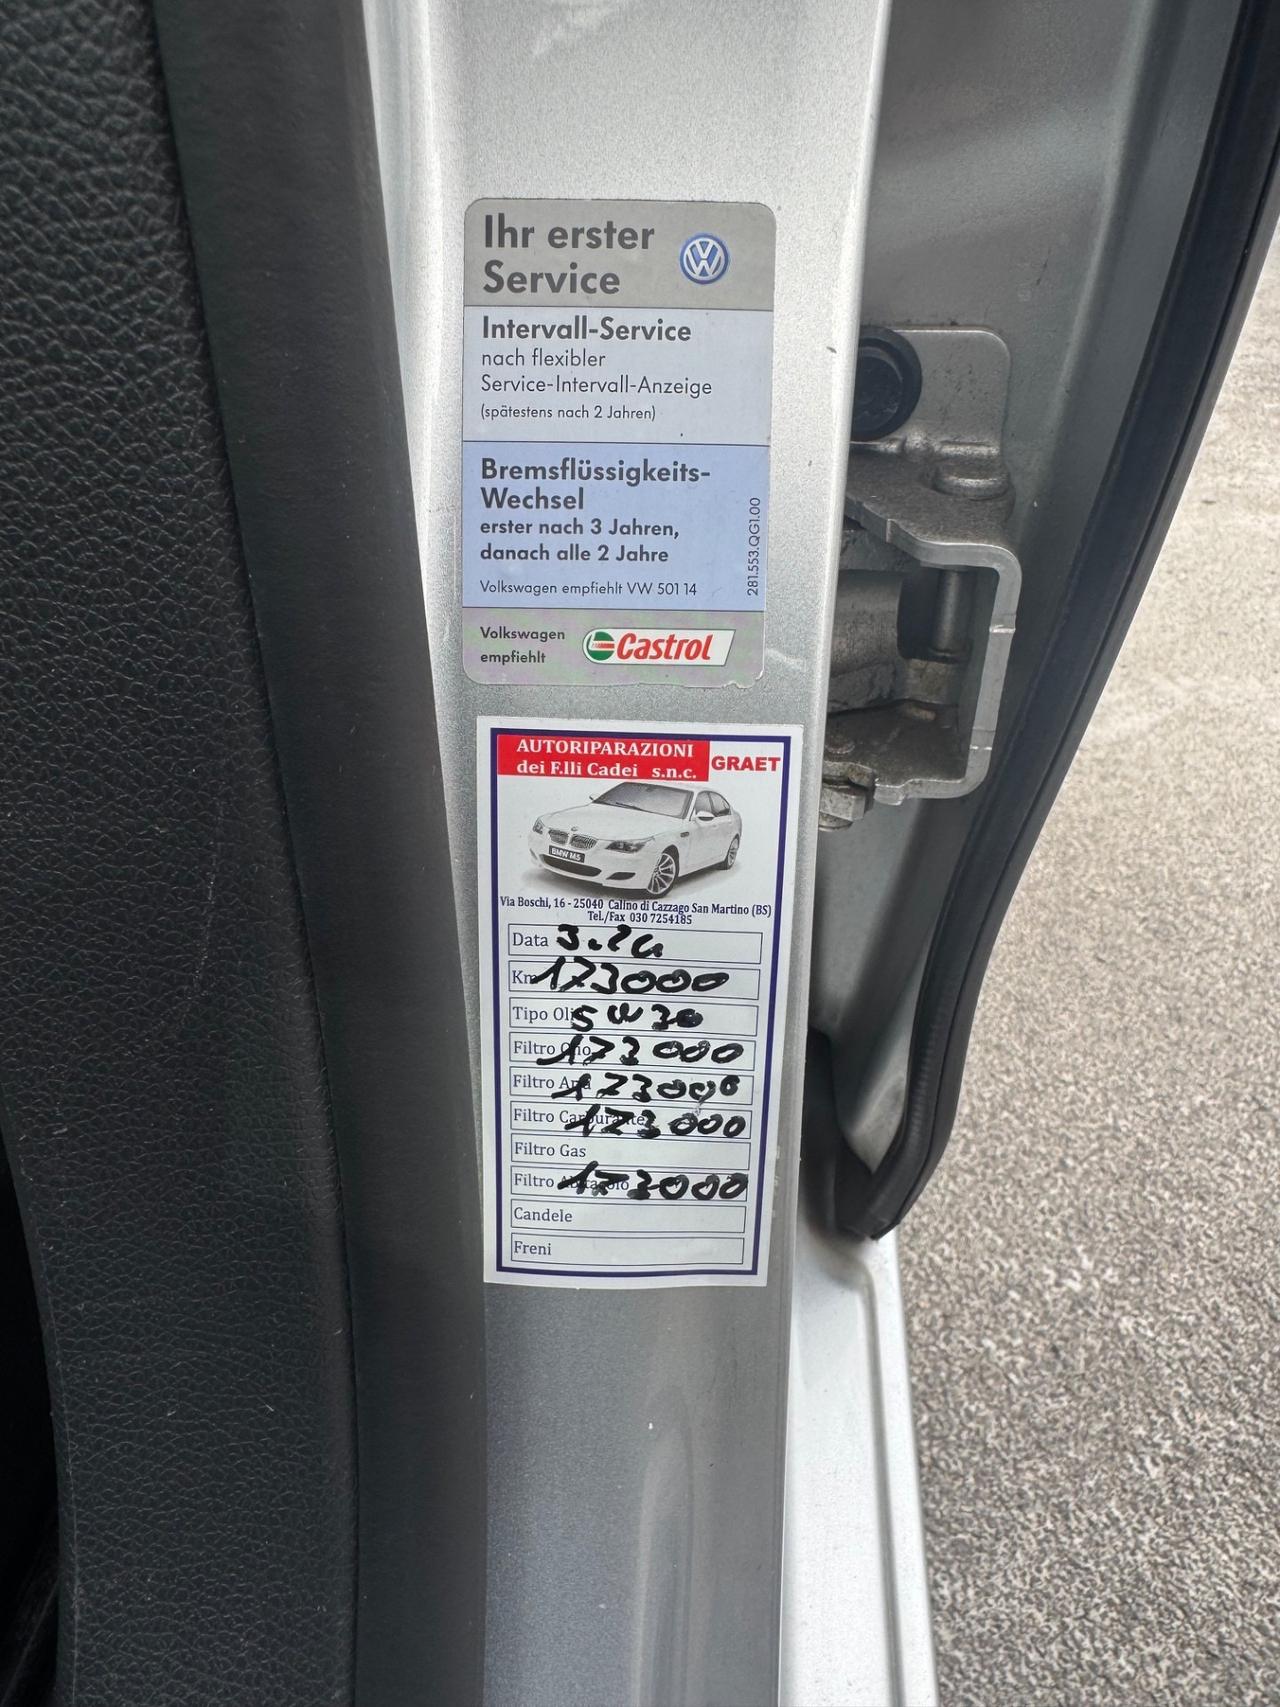 Ihr erster
Service
Intervall-Service
nach flexibler
Service-Intervall-Anzeige
(spätestens nach 2 Jahren)
Bremsflüssigkeits-
Wechsel
erster nach 3 Jahren,
danach alle 2 Jahre
Volkswagen empfiehlt VW 501 14
281.553.QG1.00
Volkswagen
empfiehlt
Castrol
AUTORIPARAZIONI
dei F.lli Cadei s.n.c.
GRAET
BMW M5
Via Boschi, 16 - 25040 Calino di Cazzago San Martino (BS)
Tel./Fax 030 7254185
Data 3.24
Km 173000
Tipo Olio 5W30
Filtro Olio 173000
Filtro Aria 173000
Filtro Carburante 173000
Filtro Gas
Filtro Abitacolo 173000
Candele
Freni